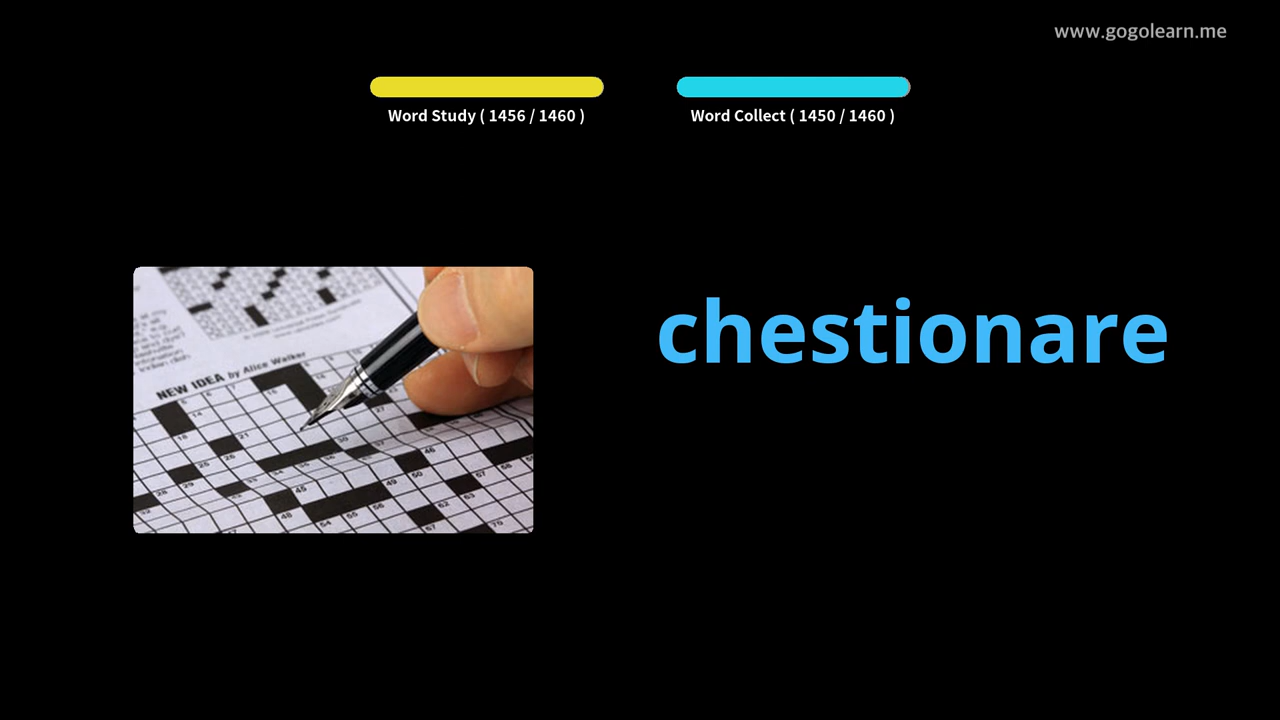 www.gogolearn.me
Word Study ( 1456 / 1460 )
Word Collect ( 1450 / 1460 )
chestionare
NEW IDEA by Alice Walker